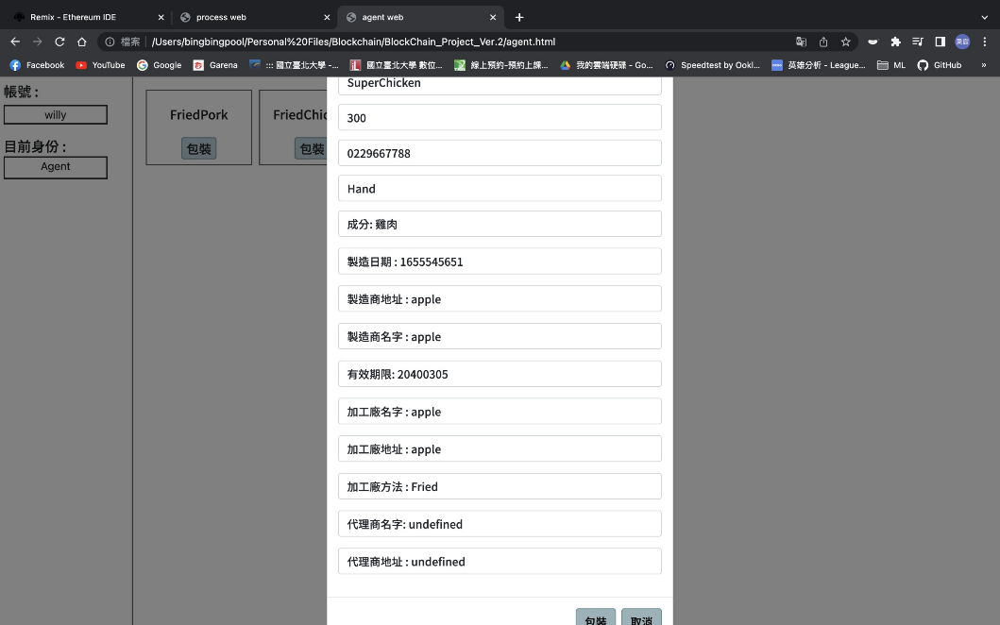 Remix - Ethereum IDE
process web
agent web
檔案 | /Users/bingbingpool/Personal%20Files/Blockchain/BlockChain_Project_Ver.2/agent.html
Facebook
YouTube
Google
Garena
::: 國立臺北大學 -...
國立臺北大學 數位...
線上預約-預約上課...
我的雲端硬碟 - Go...
Speedtest by Ookl...
英雄分析 - League...
ML
GitHub
»
帳號 :
willy
目前身份 :
Agent
FriedPork
包裝
FriedChic
包裝
SuperChicken
300
0229667788
Hand
成分: 雞肉
製造日期 : 1655545651
製造商地址 : apple
製造商名字 : apple
有效期限: 20400305
加工廠名字 : apple
加工廠地址 : apple
加工廠方法 : Fried
代理商名字: undefined
代理商地址 : undefined
包裝
取消